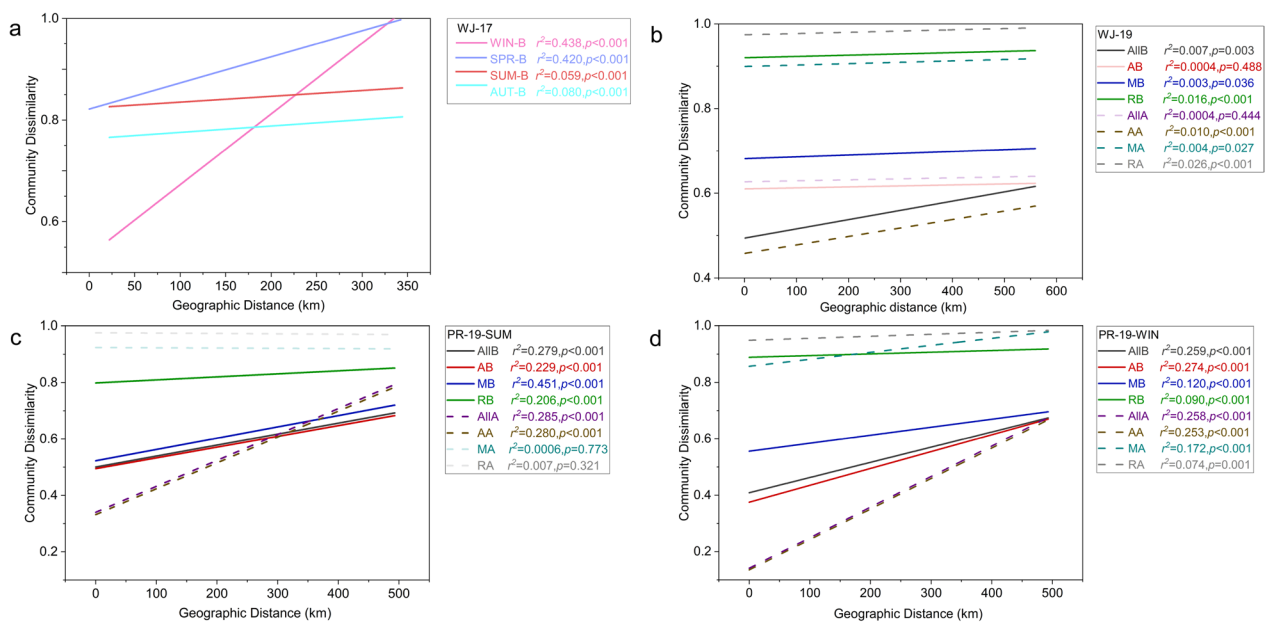 a
WJ-17
WIN-B r²=0.438,p<0.001
SPR-B r²=0.420,p<0.001
SUM-B r²=0.059,p<0.001
AUT-B r²=0.080,p<0.001
Community Dissimilarity
1.0
0.8
0.6
0 50 100 150 200 250 300 350
Geographic Distance (km)
b
WJ-19
AllB r²=0.007,p=0.003
AB r²=0.0004,p=0.488
MB r²=0.003,p=0.036
RB r²=0.016,p<0.001
AllA r²=0.0004,p=0.444
AA r²=0.010,p<0.001
MA r²=0.004,p=0.027
RA r²=0.026,p<0.001
Community Dissimilarity
1.0
0.8
0.6
0.4
0 100 200 300 400 500 600
Geographic distance (km)
c
PR-19-SUM
AllB r²=0.279,p<0.001
AB r²=0.229,p<0.001
MB r²=0.451,p<0.001
RB r²=0.206,p<0.001
AllA r²=0.285,p<0.001
AA r²=0.280,p<0.001
MA r²=0.0006,p=0.773
RA r²=0.007,p=0.321
Community Dissimilarity
1.0
0.8
0.6
0.4
0.2
0 100 200 300 400 500
Geographic Distance (km)
d
PR-19-WIN
AllB r²=0.259,p<0.001
AB r²=0.274,p<0.001
MB r²=0.120,p<0.001
RB r²=0.090,p<0.001
AllA r²=0.258,p<0.001
AA r²=0.253,p<0.001
MA r²=0.172,p<0.001
RA r²=0.074,p=0.001
Community Dissimilarity
1.0
0.8
0.6
0.4
0.2
0 100 200 300 400 500
Geographic Distance (km)